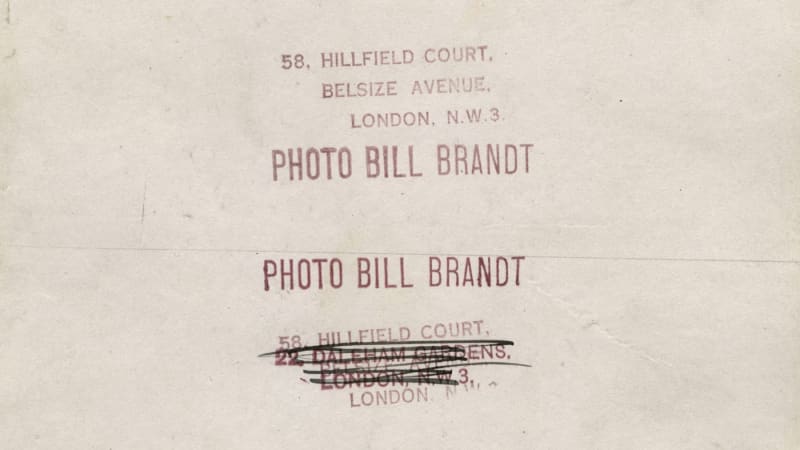 58, HILLFIELD COURT,
BELSIZE AVENUE,
LONDON, N.W.3.
PHOTO BILL BRANDT
PHOTO BILL BRANDT
58, HILLFIELD COURT,
22, DALEHAM GARDENS,
LONDON, N.W.3,
LONDON.